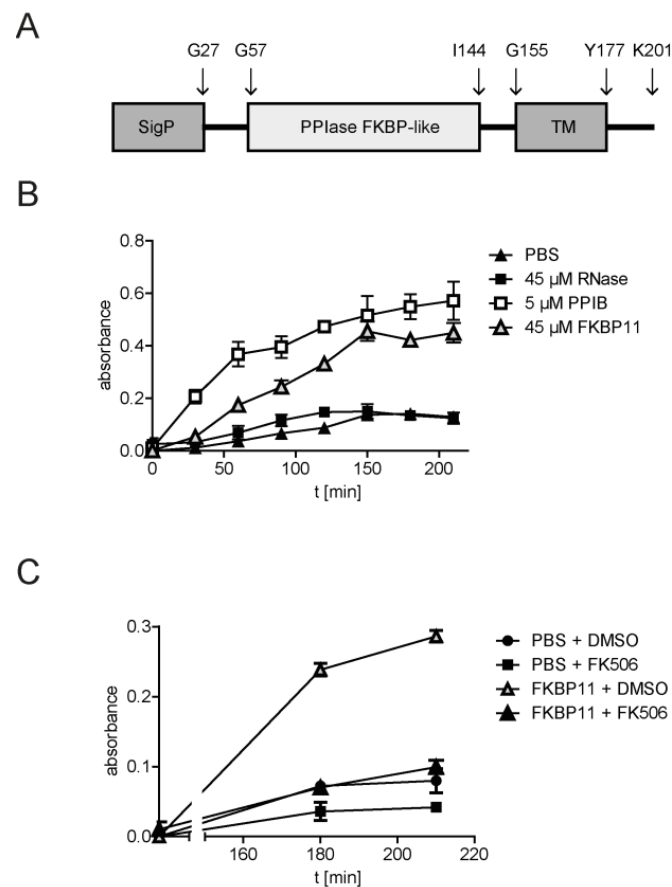 A
G27 G57 I144 G155 Y177 K201
SigP PPIase FKBP-like TM
B
0.8
0.6
0.4
0.2
0.0
absorbance
0 50 100 150 200
t [min]
PBS
45 µM RNase
5 µM PPIB
45 µM FKBP11
C
0.3
0.2
0.1
0.0
absorbance
160 180 200 220
t [min]
PBS + DMSO
PBS + FK506
FKBP11 + DMSO
FKBP11 + FK506